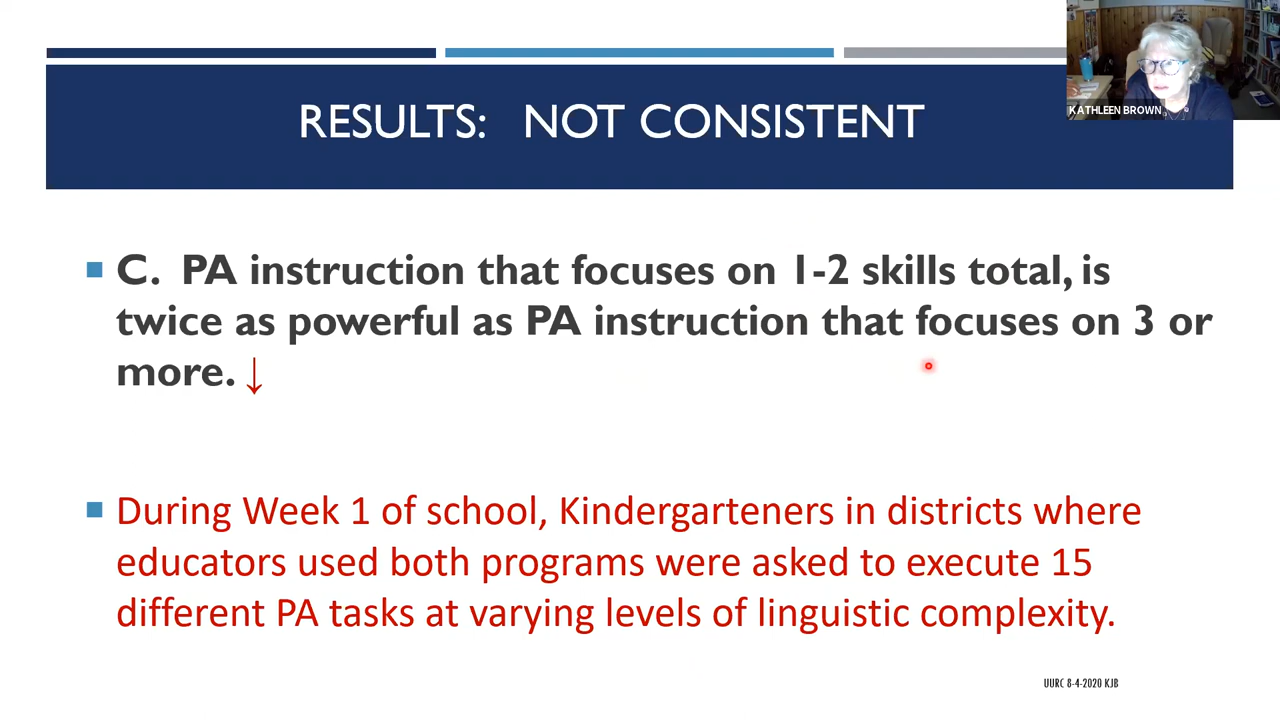 KATHLEEN BROWN
RESULTS: NOT CONSISTENT
C. PA instruction that focuses on 1-2 skills total, is
twice as powerful as PA instruction that focuses on 3 or
more. ↓
During Week 1 of school, Kindergarteners in districts where
educators used both programs were asked to execute 15
different PA tasks at varying levels of linguistic complexity.
UURC 8-4-2020 KJB